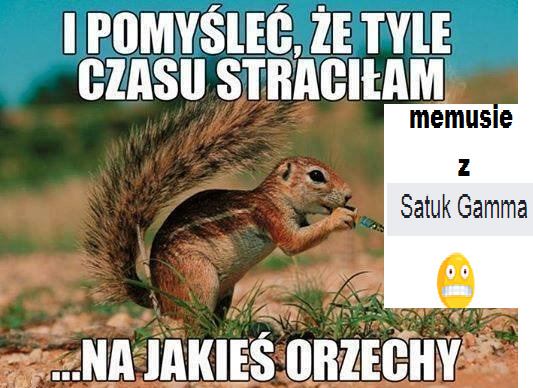 I POMYŚLEĆ, ŻE TYLE
CZASU STRACIŁAM
memusie
z
Satuk Gamma
...NA JAKIEŚ ORZECHY